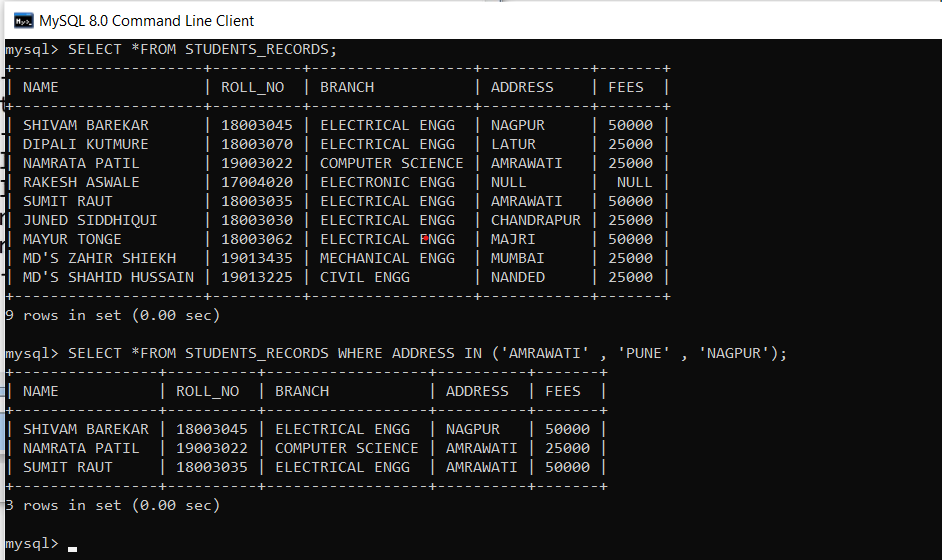 MySQL 8.0 Command Line Client
mysql> SELECT *FROM STUDENTS_RECORDS;
+---------------------+----------+------------------+------------+-------+
| NAME                | ROLL_NO  | BRANCH           | ADDRESS    | FEES  |
+---------------------+----------+------------------+------------+-------+
| SHIVAM BAREKAR      | 18003045 | ELECTRICAL ENGG  | NAGPUR     | 50000 |
| DIPALI KUTMURE      | 18003070 | ELECTRICAL ENGG  | LATUR      | 25000 |
| NAMRATA PATIL       | 19003022 | COMPUTER SCIENCE | AMRAWATI   | 25000 |
| RAKESH ASWALE       | 17004020 | ELECTRONIC ENGG  | NULL       |  NULL |
| SUMIT RAUT          | 18003035 | ELECTRICAL ENGG  | AMRAWATI   | 50000 |
| JUNED SIDDHIQUI     | 18003030 | ELECTRICAL ENGG  | CHANDRAPUR | 25000 |
| MAYUR TONGE         | 18003062 | ELECTRICAL ENGG  | MAJRI      | 50000 |
| MD'S ZAHIR SHIEKH   | 19013435 | MECHANICAL ENGG  | MUMBAI     | 25000 |
| MD'S SHAHID HUSSAIN | 19013225 | CIVIL ENGG       | NANDED     | 25000 |
+---------------------+----------+------------------+------------+-------+
9 rows in set (0.00 sec)
mysql> SELECT *FROM STUDENTS_RECORDS WHERE ADDRESS IN ('AMRAWATI' , 'PUNE' , 'NAGPUR');
+----------------+----------+------------------+----------+-------+
| NAME           | ROLL_NO  | BRANCH           | ADDRESS  | FEES  |
+----------------+----------+------------------+----------+-------+
| SHIVAM BAREKAR | 18003045 | ELECTRICAL ENGG  | NAGPUR   | 50000 |
| NAMRATA PATIL  | 19003022 | COMPUTER SCIENCE | AMRAWATI | 25000 |
| SUMIT RAUT     | 18003035 | ELECTRICAL ENGG  | AMRAWATI | 50000 |
+----------------+----------+------------------+----------+-------+
3 rows in set (0.00 sec)
mysql>